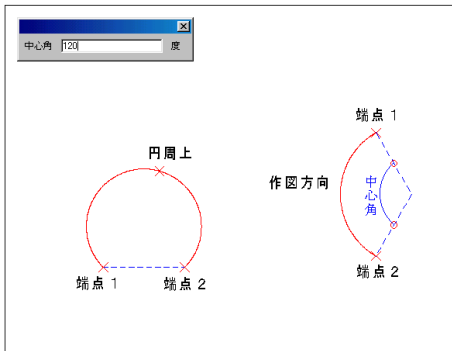 中心角 120 度
端点 1
円周上
作図方向
中心角
端点 2
端点 1 端点 2